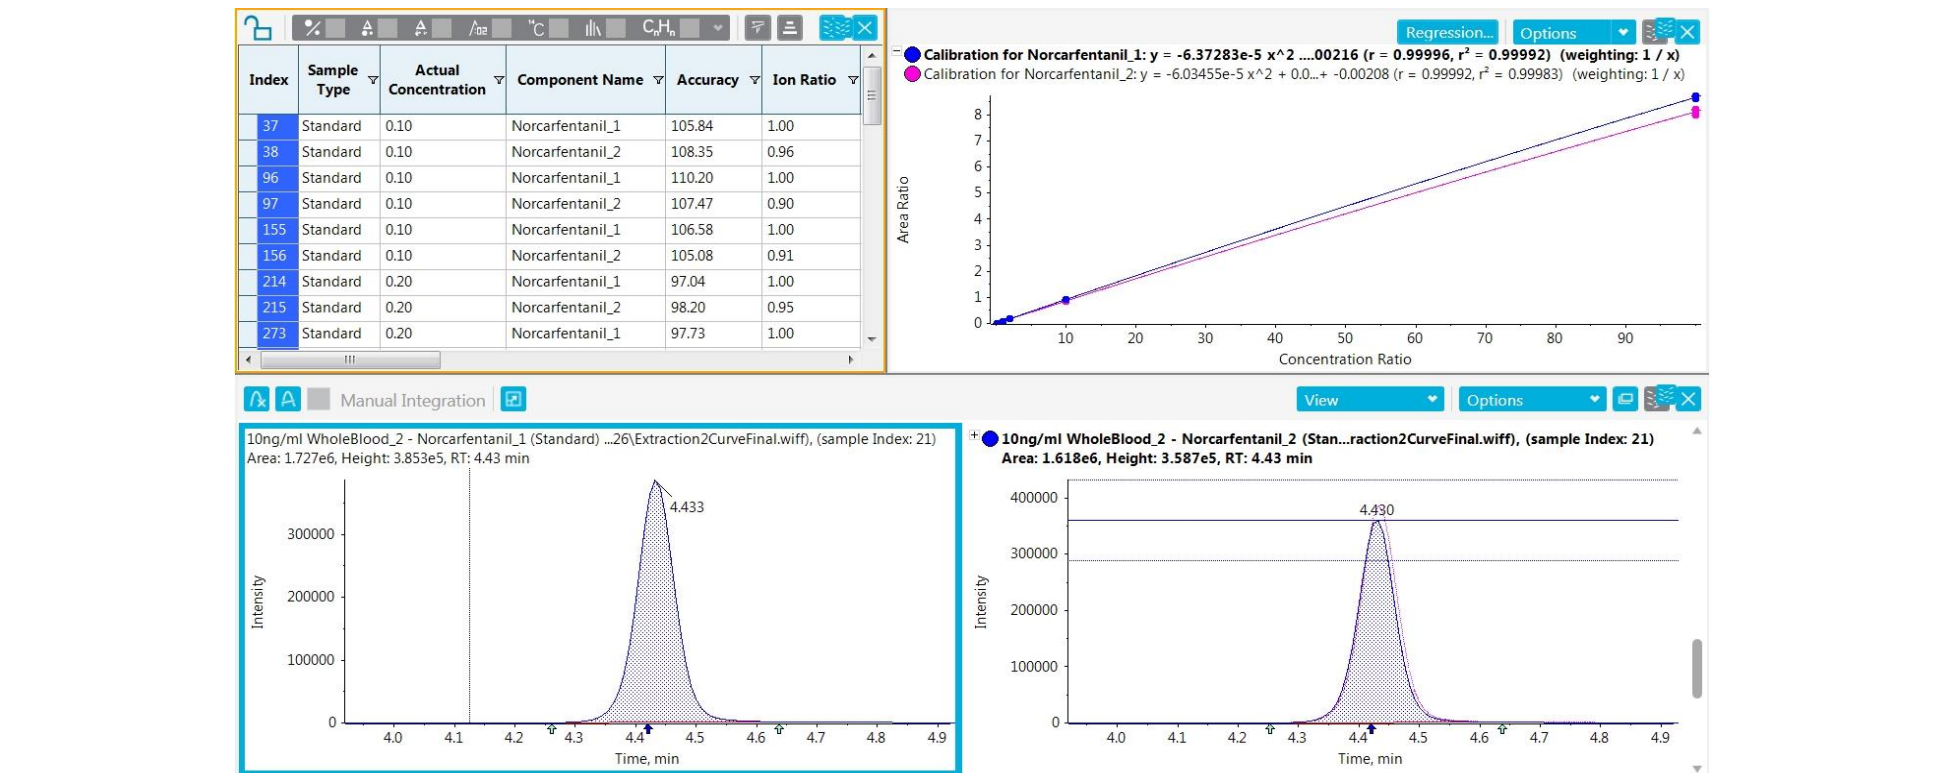 CnHn
Index Sample Type Actual Concentration Component Name Accuracy Ion Ratio
37 Standard 0.10 Norcarfentanil_1 105.84 1.00
38 Standard 0.10 Norcarfentanil_2 108.35 0.96
96 Standard 0.10 Norcarfentanil_1 110.20 1.00
97 Standard 0.10 Norcarfentanil_2 107.47 0.90
155 Standard 0.10 Norcarfentanil_1 106.58 1.00
156 Standard 0.10 Norcarfentanil_2 105.08 0.91
214 Standard 0.20 Norcarfentanil_1 97.04 1.00
215 Standard 0.20 Norcarfentanil_2 98.20 0.95
273 Standard 0.20 Norcarfentanil_1 97.73 1.00
Regression... Options
Calibration for Norcarfentanil_1: y = -6.37283e-5 x^2 ....00216 (r = 0.99996, r² = 0.99992) (weighting: 1 / x)
Calibration for Norcarfentanil_2: y = -6.03455e-5 x^2 + 0.0...+ -0.00208 (r = 0.99992, r² = 0.99983) (weighting: 1 / x)
8
7
6
5
4
3
2
1
0
Area Ratio
10 20 30 40 50 60 70 80 90
Concentration Ratio
A Manual Integration
View Options
10ng/ml WholeBlood_2 - Norcarfentanil_1 (Standard) ...26\Extraction2CurveFinal.wiff), (sample Index: 21)
Area: 1.727e6, Height: 3.853e5, RT: 4.43 min
4.433
300000
200000
100000
0
Intensity
4.0 4.1 4.2 4.3 4.4 4.5 4.6 4.7 4.8 4.9
Time, min
10ng/ml WholeBlood_2 - Norcarfentanil_2 (Stan...raction2CurveFinal.wiff), (sample Index: 21)
Area: 1.618e6, Height: 3.587e5, RT: 4.43 min
4.430
400000
300000
200000
100000
0
Intensity
4.0 4.1 4.2 4.3 4.4 4.5 4.6 4.7 4.8 4.9
Time, min